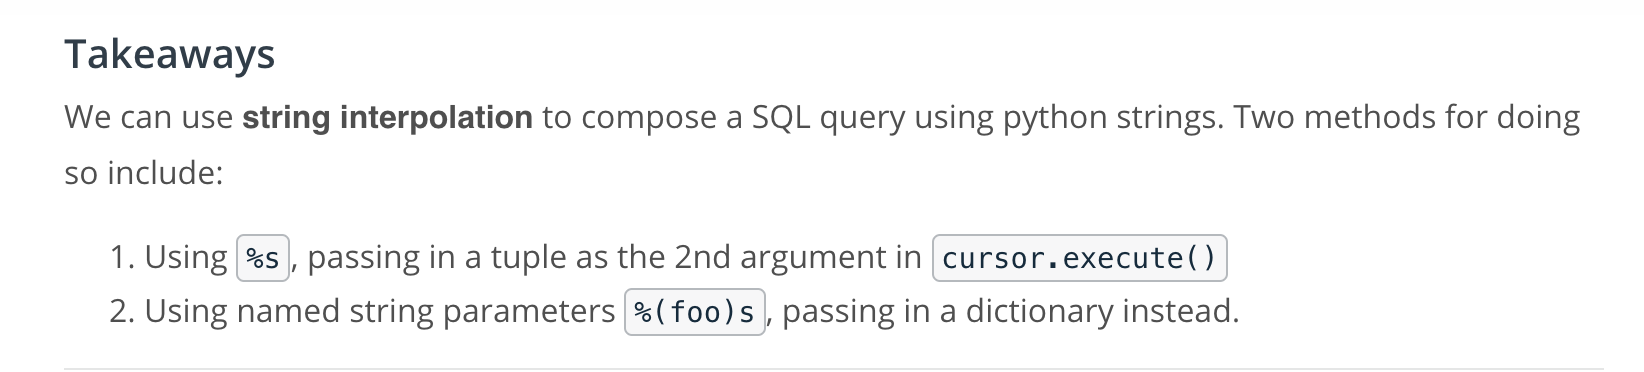 Takeaways
We can use string interpolation to compose a SQL query using python strings. Two methods for doing
so include:
1. Using %s, passing in a tuple as the 2nd argument in cursor.execute()
2. Using named string parameters %(foo)s, passing in a dictionary instead.